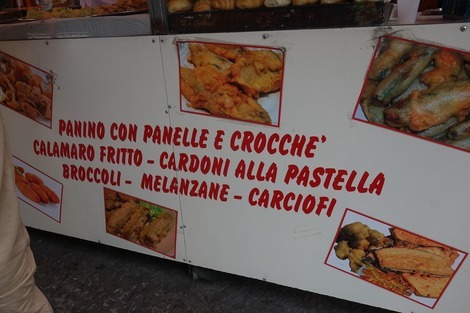 PANINO CON PANELLE E CROCCHE'
CALAMARO FRITTO - CARDONI ALLA PASTELLA
BROCCOLI - MELANZANE - CARCIOFI